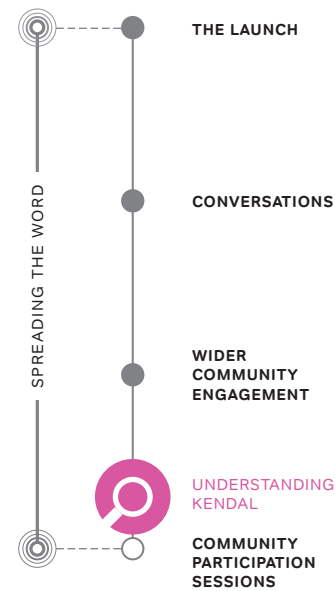 THE LAUNCH
SPREADING THE WORD
CONVERSATIONS
WIDER
COMMUNITY
ENGAGEMENT
UNDERSTANDING
KENDAL
COMMUNITY
PARTICIPATION
SESSIONS